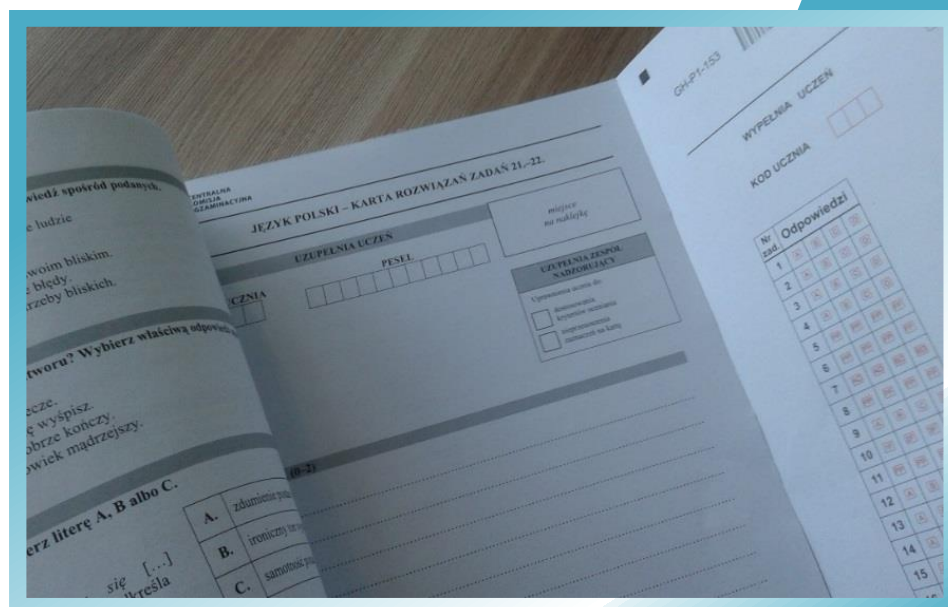 wiedź spośród podanych.
e ludzie
woim bliskim.
błędy.
rzeby bliskich.
tworu? Wybierz właściwą odpowiedź
ecze.
ę wyśpisz.
obrze kończy.
owiek mądrzejszy.
erz literę A, B albo C.
się [...]
kreśla
A. zdumienie
B. ironiczny
C. samotność
CENTRALNA
KOMISJA
EGZAMINACYJNA
JĘZYK POLSKI – KARTA ROZWIĄZAŃ ZADAŃ 21.–22.
UZUPEŁNIA UCZEŃ
CZNIA
PESEL
miejsce
na naklejkę
UZUPEŁNIA ZESPÓŁ
NADZORUJĄCY
Uprawnienia ucznia do:
dostosowania
kryteriów oceniania
nieprzenoszenia
zaznaczeń na kartę
(0–2)
GH-P1-153
WYPEŁNIA UCZEŃ
KOD UCZNIA
Nr
zad.
Odpowiedzi
1
2
3
4
5
6
7
8
9
10
11
12
13
14
15